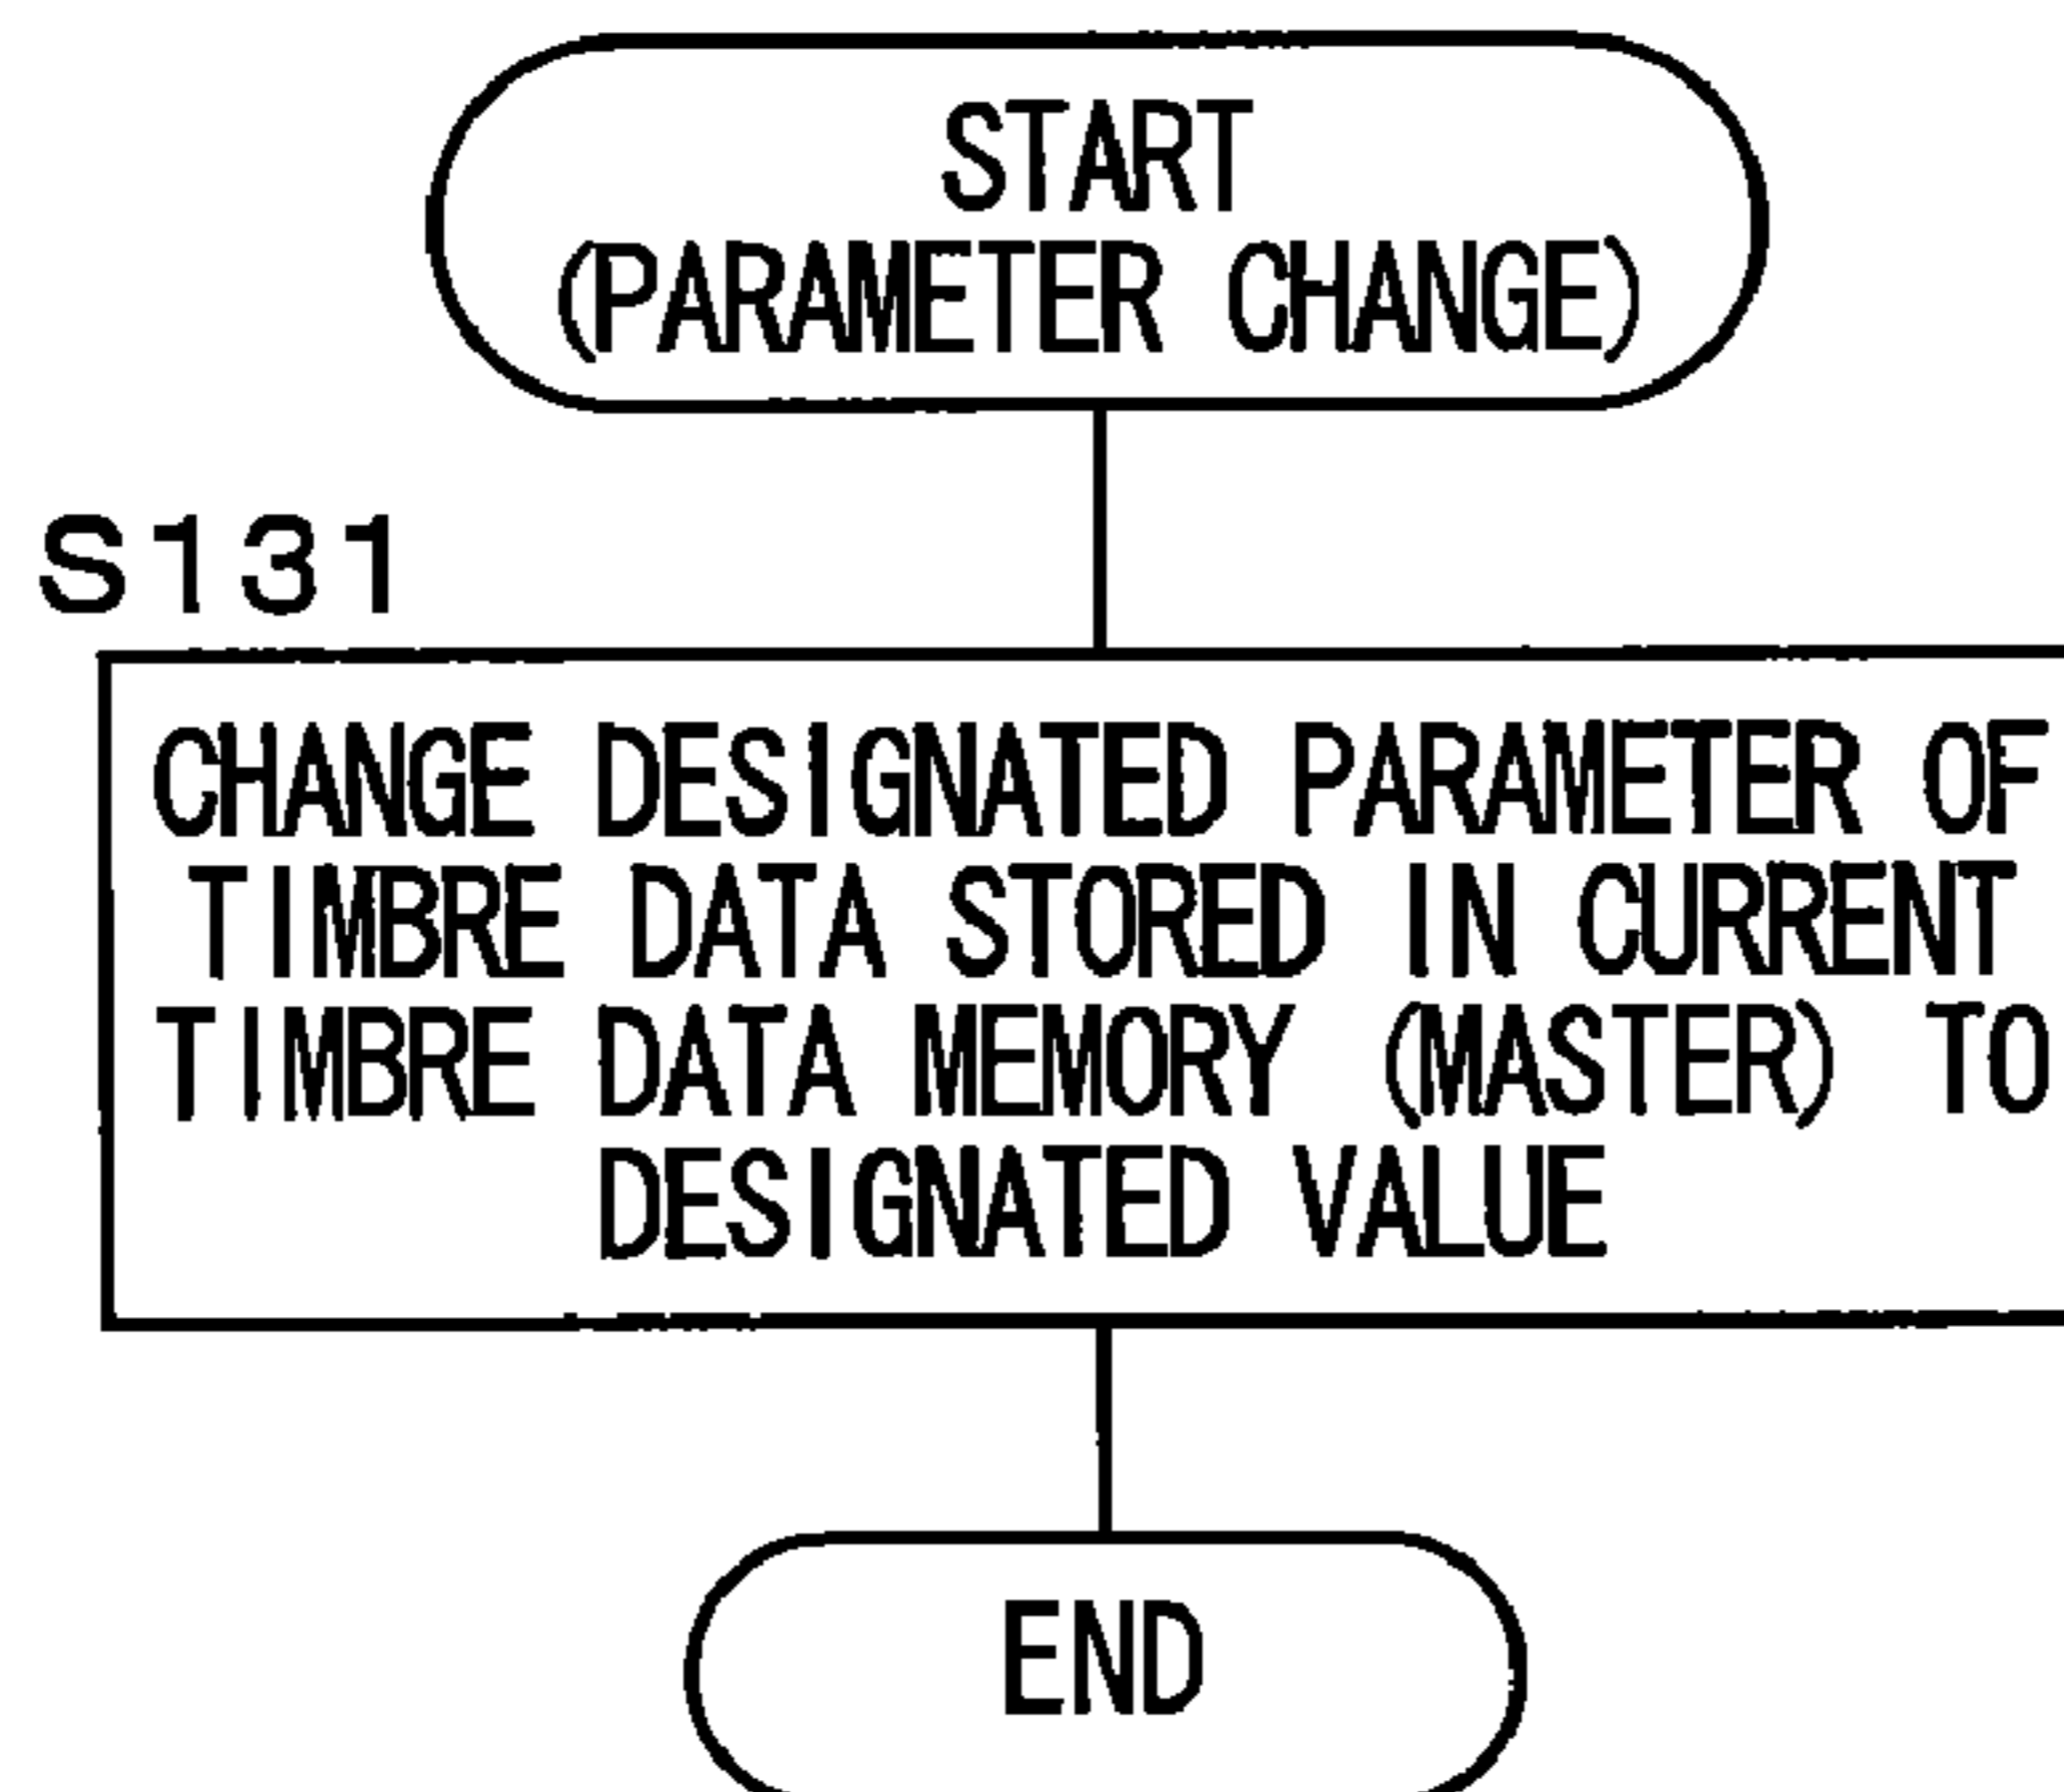 START
(PARAMETER CHANGE)
S131
CHANGE DESIGNATED PARAMETER OF
TIMBRE DATA STORED IN CURRENT
TIMBRE DATA MEMORY (MASTER) TO
DESIGNATED VALUE
END